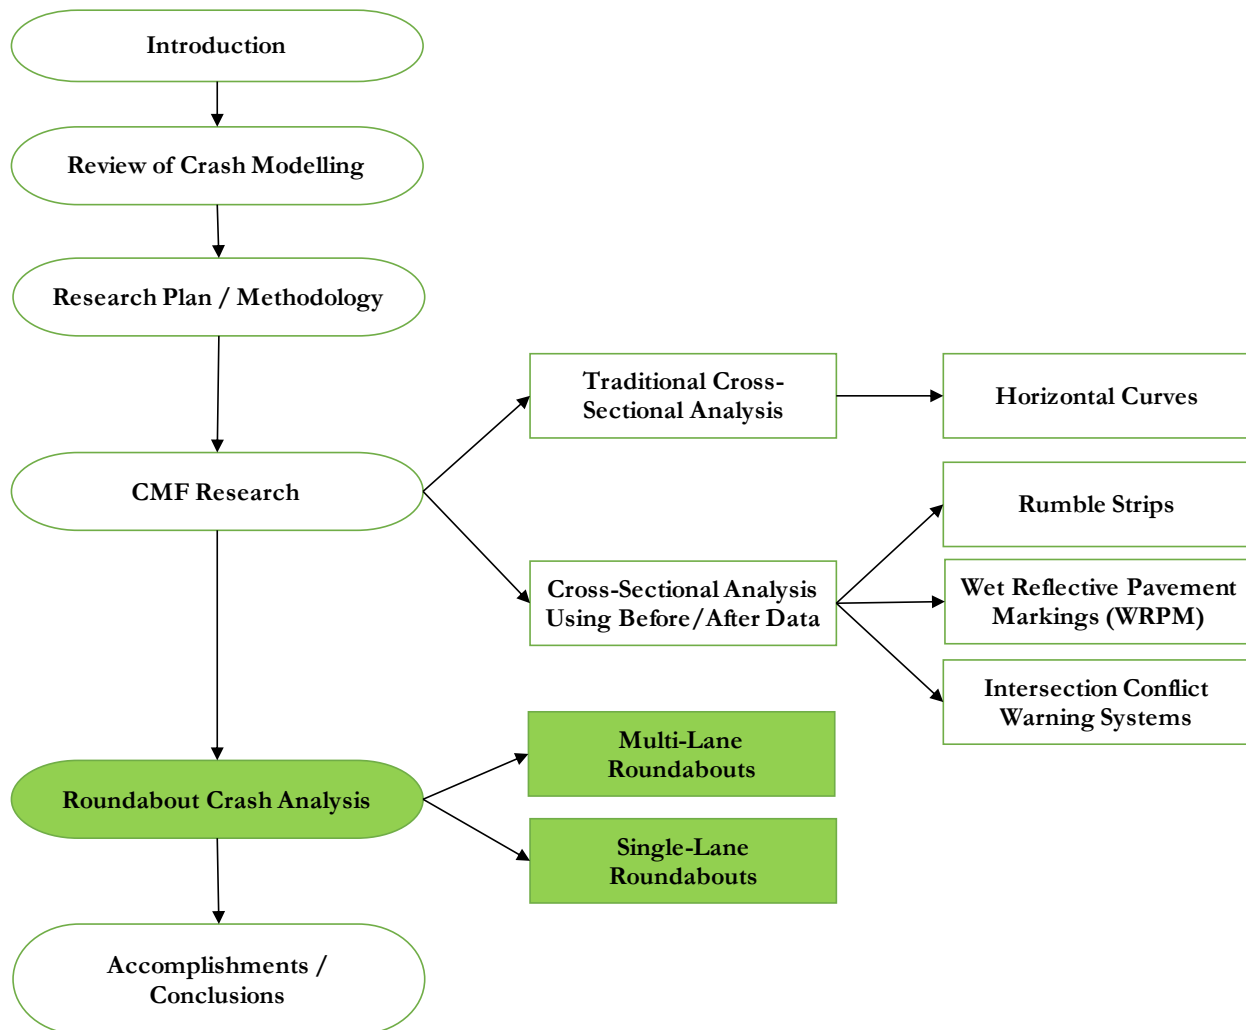 Introduction
Review of Crash Modelling
Research Plan / Methodology
CMF Research
Traditional Cross-
Sectional Analysis
Horizontal Curves
Cross-Sectional Analysis
Using Before/After Data
Rumble Strips
Wet Reflective Pavement
Markings (WRPM)
Intersection Conflict
Warning Systems
Roundabout Crash Analysis
Multi-Lane
Roundabouts
Single-Lane
Roundabouts
Accomplishments /
Conclusions